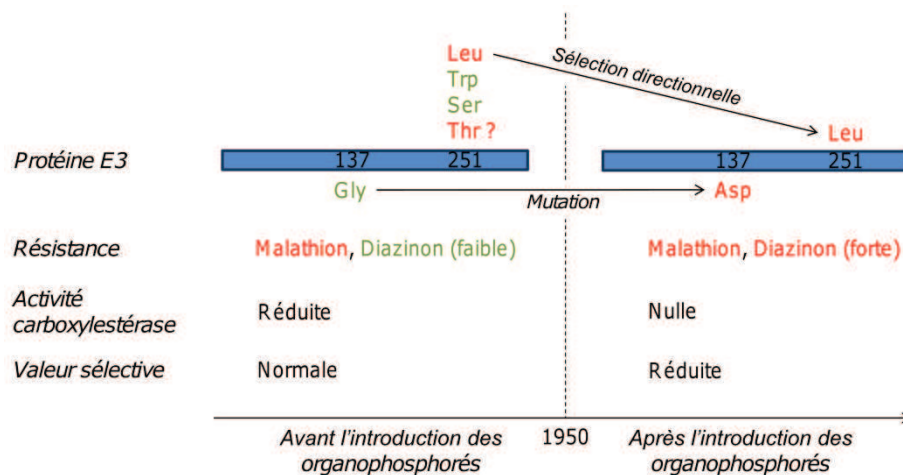 Leu
Trp
Ser
Thr ?
Sélection directionnelle
Leu
Protéine E3
137 251
137 251
Gly
Mutation
Asp
Résistance
Malathion, Diazinon (faible)
Malathion, Diazinon (forte)
Activité
carboxylestérase
Réduite
Nulle
Valeur sélective
Normale
Réduite
Avant l'introduction des
organophosphorés
1950
Après l'introduction des
organophosphorés